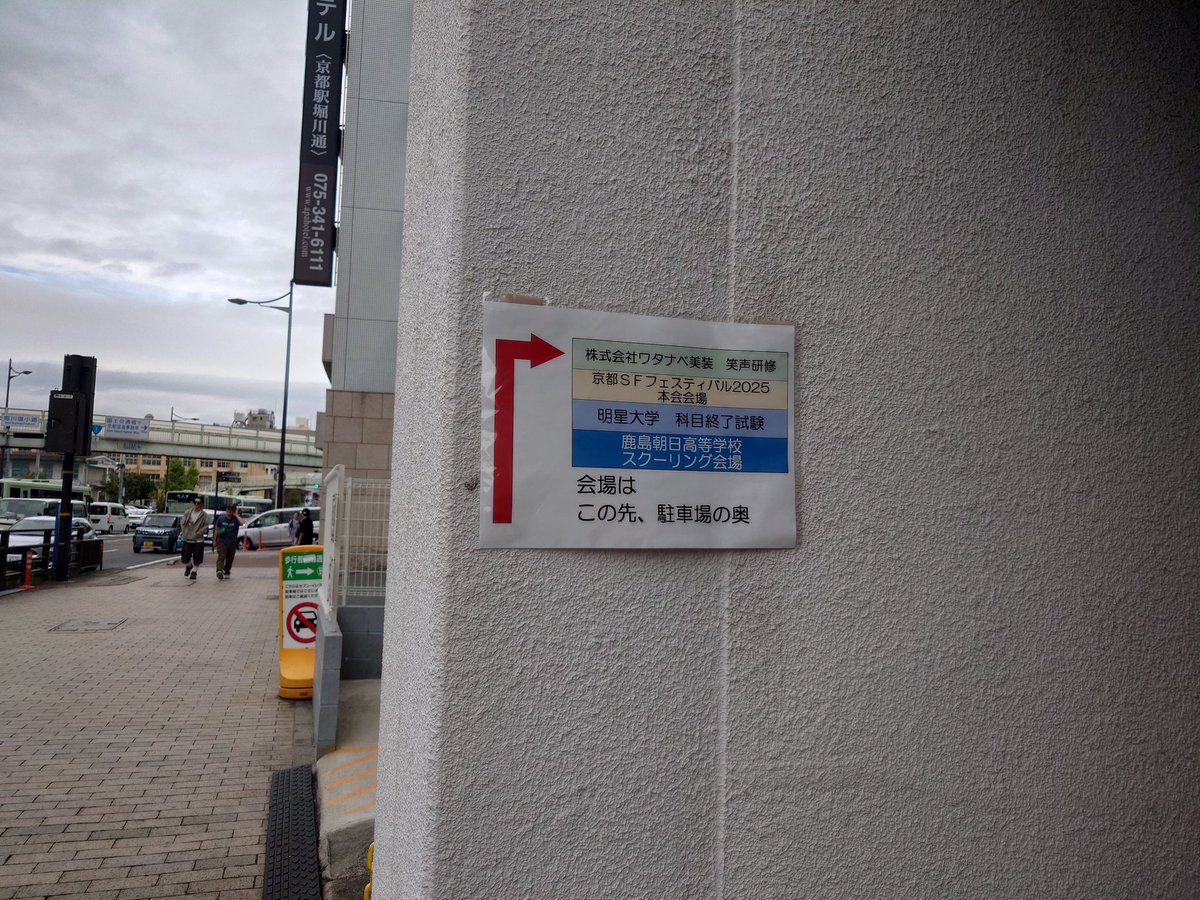 テル〈京都駅堀川通〉075-341-6111
www.apahotel.com
株式会社ワタナベ美装　笑声研修
京都ＳＦフェスティバル2025
本会会場
明星大学　科目終了試験
鹿島朝日高等学校
スクーリング会場
会場は
この先、駐車場の奥